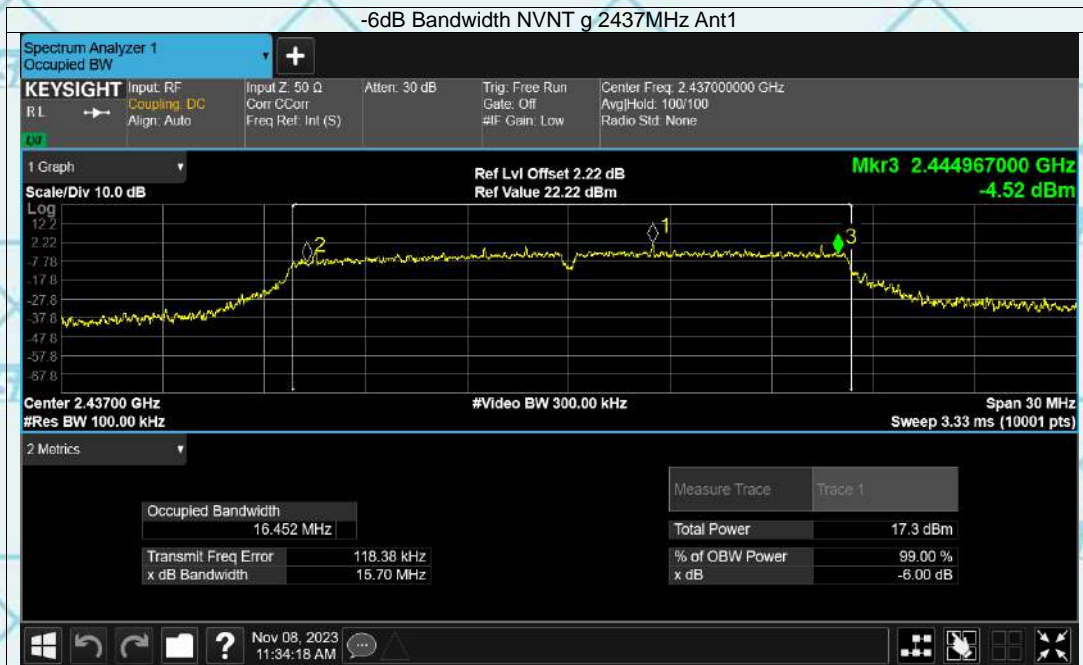 -6dB Bandwidth NVNT g 2437MHz Ant1
Spectrum Analyzer 1
Occupied BW
KEYSIGHT
R L
LXI
Input: RF
Coupling: DC
Align: Auto
Input Z: 50 Ω
Corr CCorr
Freq Ref: Int (S)
Atten: 30 dB
Trig: Free Run
Gate: Off
#IF Gain: Low
Center Freq: 2.437000000 GHz
Avg|Hold: 100/100
Radio Std: None
1 Graph
Scale/Div 10.0 dB
Ref Lvl Offset 2.22 dB
Ref Value 22.22 dBm
Mkr3 2.444967000 GHz
-4.52 dBm
Log
12.2
2.22
-7.78
-17.8
-27.8
-37.8
-47.8
-57.8
-67.8
2
1
3
Center 2.43700 GHz
#Res BW 100.00 kHz
#Video BW 300.00 kHz
Span 30 MHz
Sweep 3.33 ms (10001 pts)
2 Metrics
Occupied Bandwidth
16.452 MHz
Transmit Freq Error 118.38 kHz
x dB Bandwidth 15.70 MHz
Measure Trace Trace 1
Total Power 17.3 dBm
% of OBW Power 99.00 %
x dB -6.00 dB
?
Nov 08, 2023
11:34:18 AM